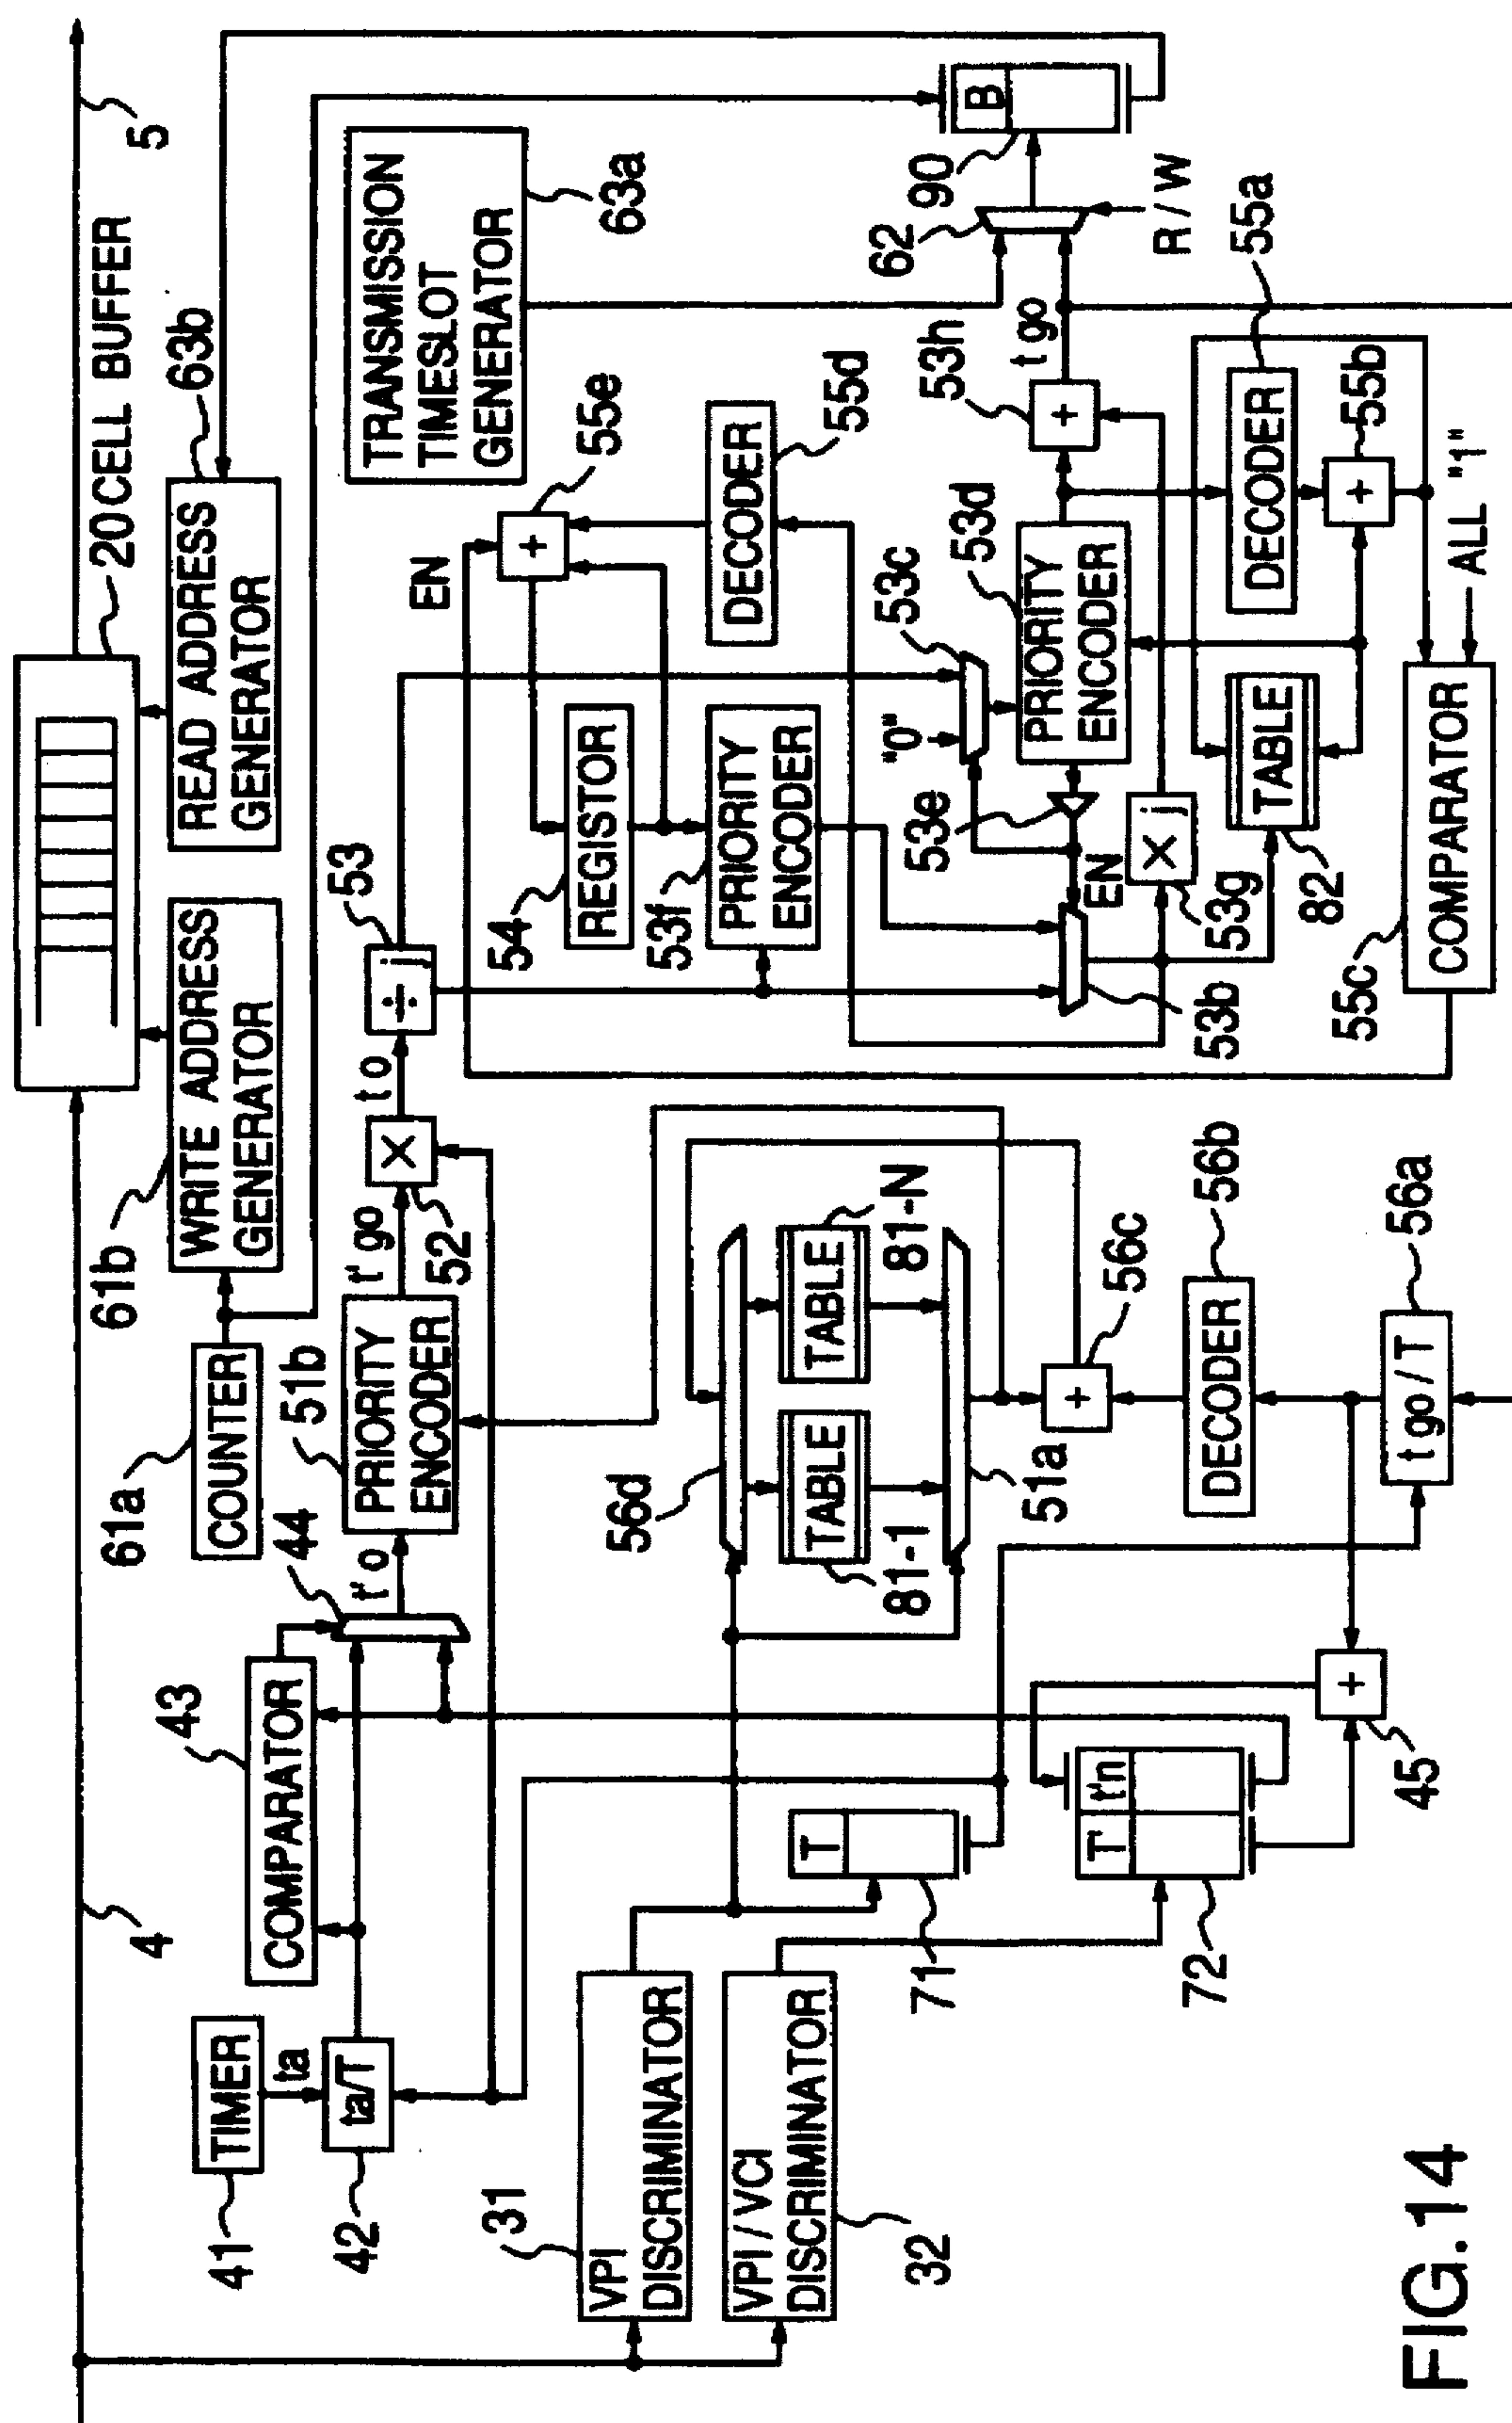 4
20
CELL BUFFER
5
61a
COUNTER
61b
WRITE ADDRESS
GENERATOR
READ ADDRESS
GENERATOR
63b
41
TIMER
ta
42
ta/T
43
COMPARATOR
44
t'o
51b
PRIORITY
ENCODER
t' go
52
×
t o
53
÷ j
54
REGISTOR
EN
+
55e
TRANSMISSION
TIMESLOT
GENERATOR
63a
53f
PRIORITY
ENCODER
DECODER
55d
31
VPI
DISCRIMINATOR
VPI / VCI
DISCRIMINATOR
32
T
71
T'
t'n
72
56d
81-1
TABLE
TABLE
81-N
51a
+
56c
DECODER
56b
t go / T
56a
+
45
"0"
53c
53e
EN
53b
PRIORITY
ENCODER
53d
× j
53g
+
53h
t go
62
R / W
90
B
TABLE
82
DECODER
55a
+
55b
55c
COMPARATOR
ALL "1"
FIG.14